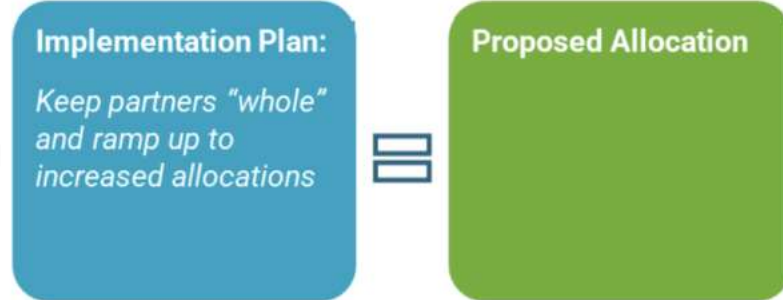 Implementation Plan:
Keep partners “whole”
and ramp up to
increased allocations
Proposed Allocation